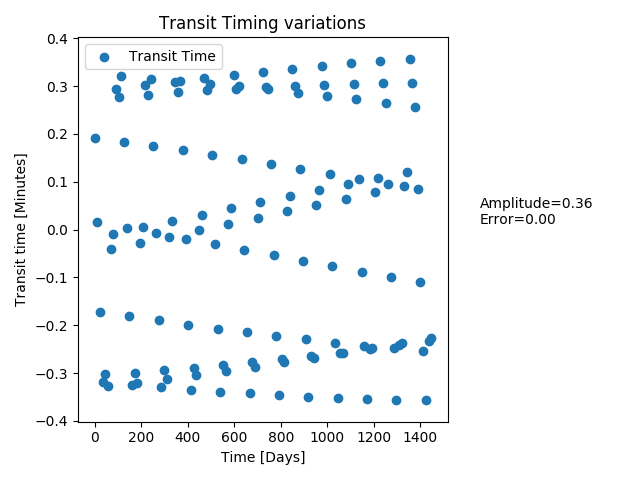 Transit Timing variations
Transit Time
0.4
0.3
0.2
0.1
0.0
−0.1
−0.2
−0.3
−0.4
Transit time [Minutes]
0 200 400 600 800 1000 1200 1400
Time [Days]
Amplitude=0.36
Error=0.00